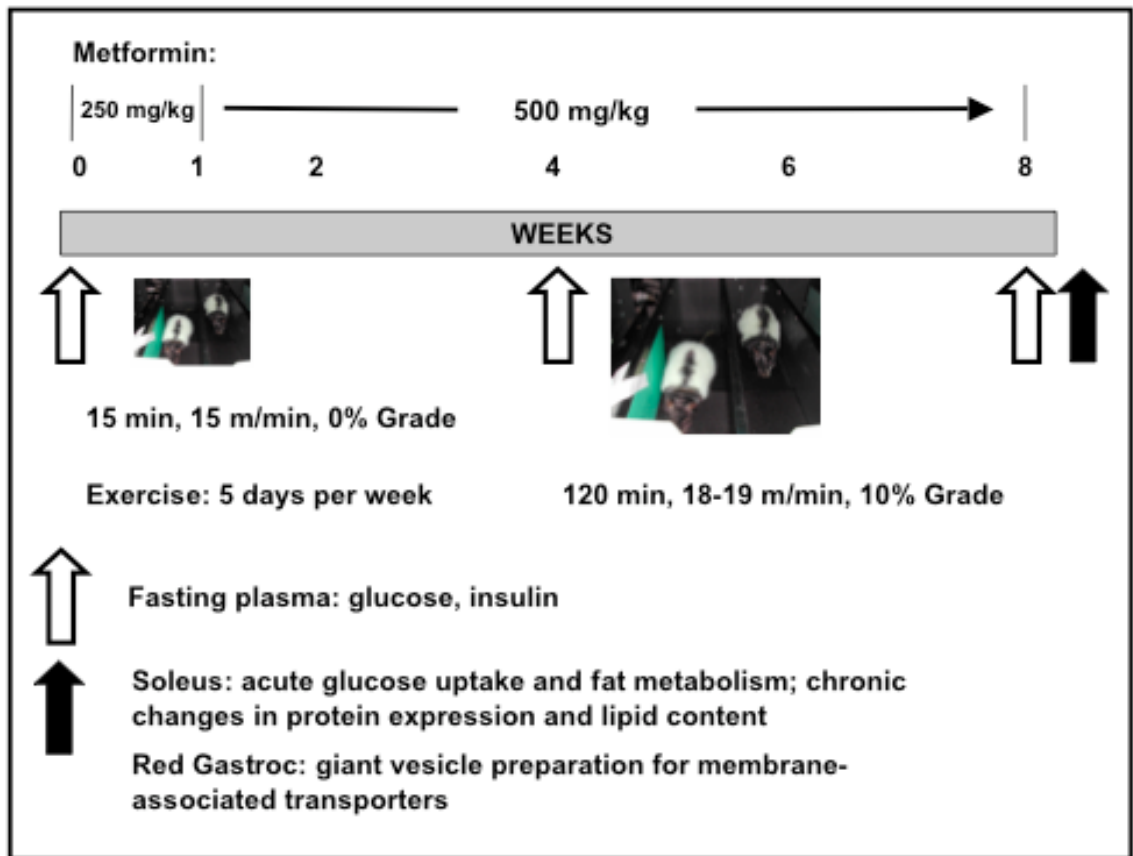 Metformin:
250 mg/kg 500 mg/kg
0 1 2 4 6 8
WEEKS
15 min, 15 m/min, 0% Grade
Exercise: 5 days per week 120 min, 18-19 m/min, 10% Grade
Fasting plasma: glucose, insulin
Soleus: acute glucose uptake and fat metabolism; chronic
changes in protein expression and lipid content
Red Gastroc: giant vesicle preparation for membrane-
associated transporters